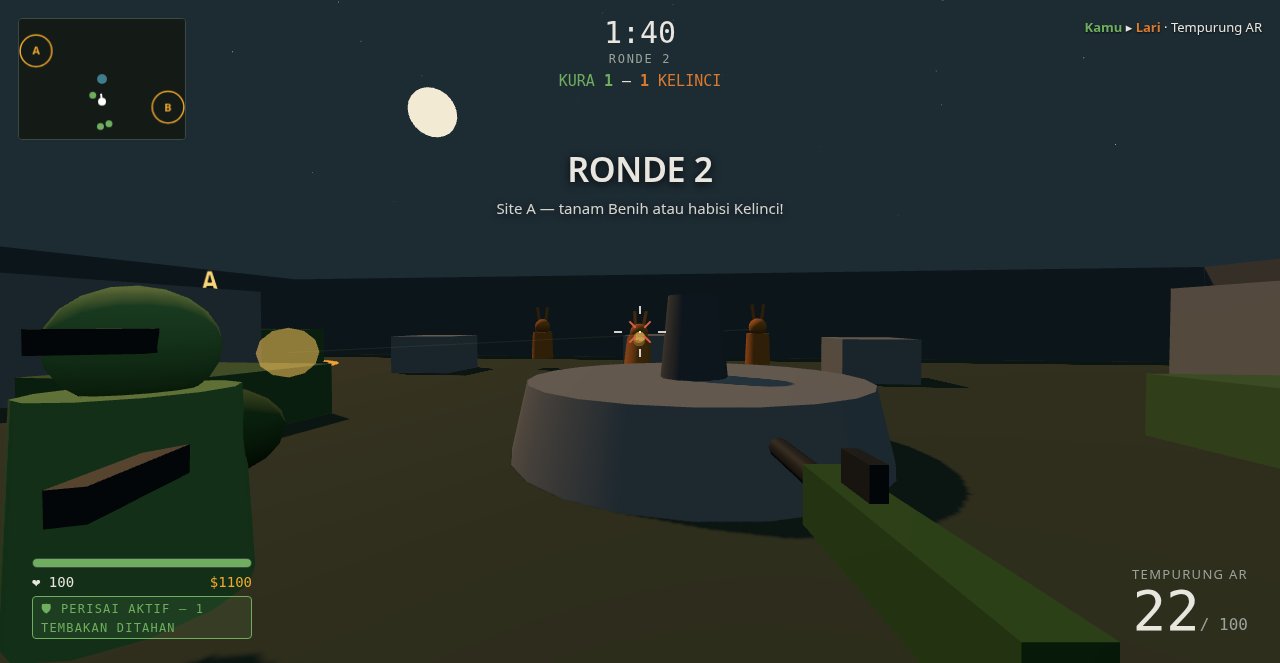 A
B
1:40
RONDE 2
KURA 1 — 1 KELINCI
Kamu ▸ Lari · Tempurung AR
RONDE 2
Site A — tanam Benih atau habisi Kelinci!
A
❤ 100 $1100
PERISAI AKTIF — 1
TEMBAKAN DITAHAN
TEMPURUNG AR
22 / 100